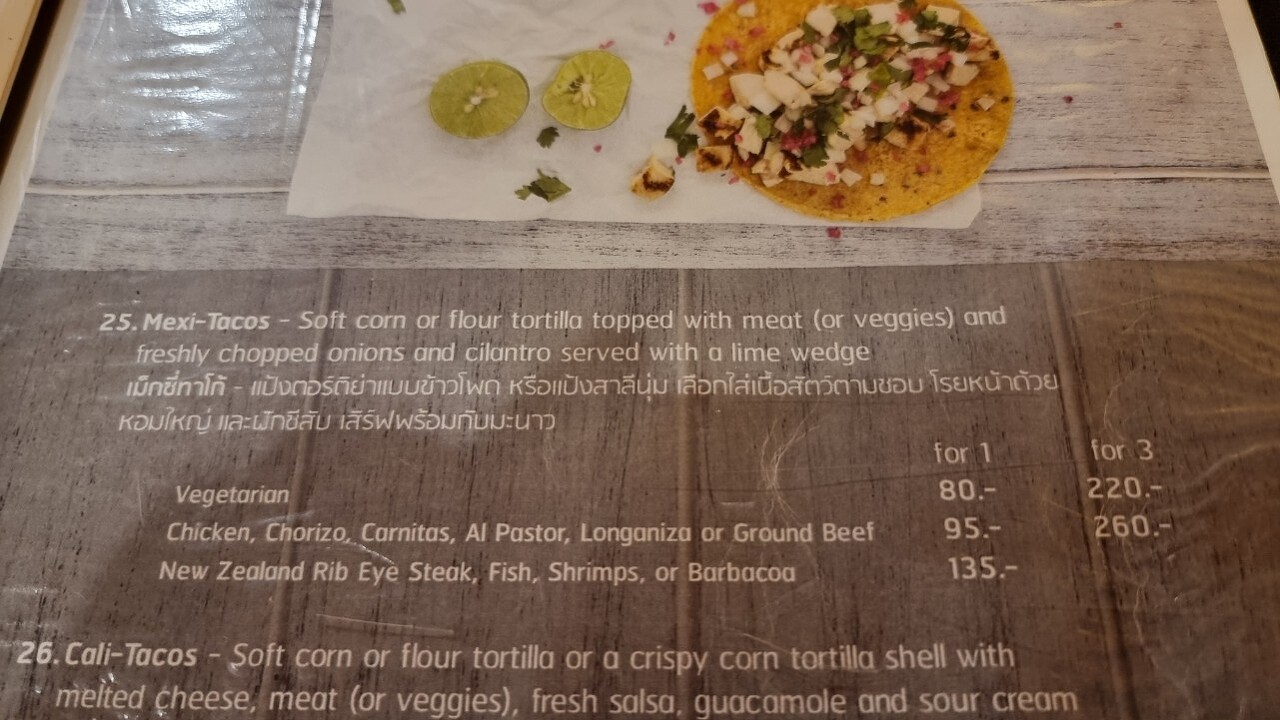 25. Mexi-Tacos - Soft corn or flour tortilla topped with meat (or veggies) and
freshly chopped onions and cilantro served with a lime wedge
เม็กซี่ทาโก้ - แป้งตอร์ติย่าแบบข้าวโพด หรือแป้งสาลีนุ่ม เลือกใส่เนื้อสัตว์ตามชอบ โรยหน้าด้วย
หอมใหญ่ และผักชีสับ เสิร์ฟพร้อมกับมะนาว
for 1 for 3
Vegetarian 80.- 220.-
Chicken, Chorizo, Carnitas, Al Pastor, Longaniza or Ground Beef 95.- 260.-
New Zealand Rib Eye Steak, Fish, Shrimps, or Barbacoa 135.-
26. Cali-Tacos - Soft corn or flour tortilla or a crispy corn tortilla shell with
melted cheese, meat (or veggies), fresh salsa, guacamole and sour cream